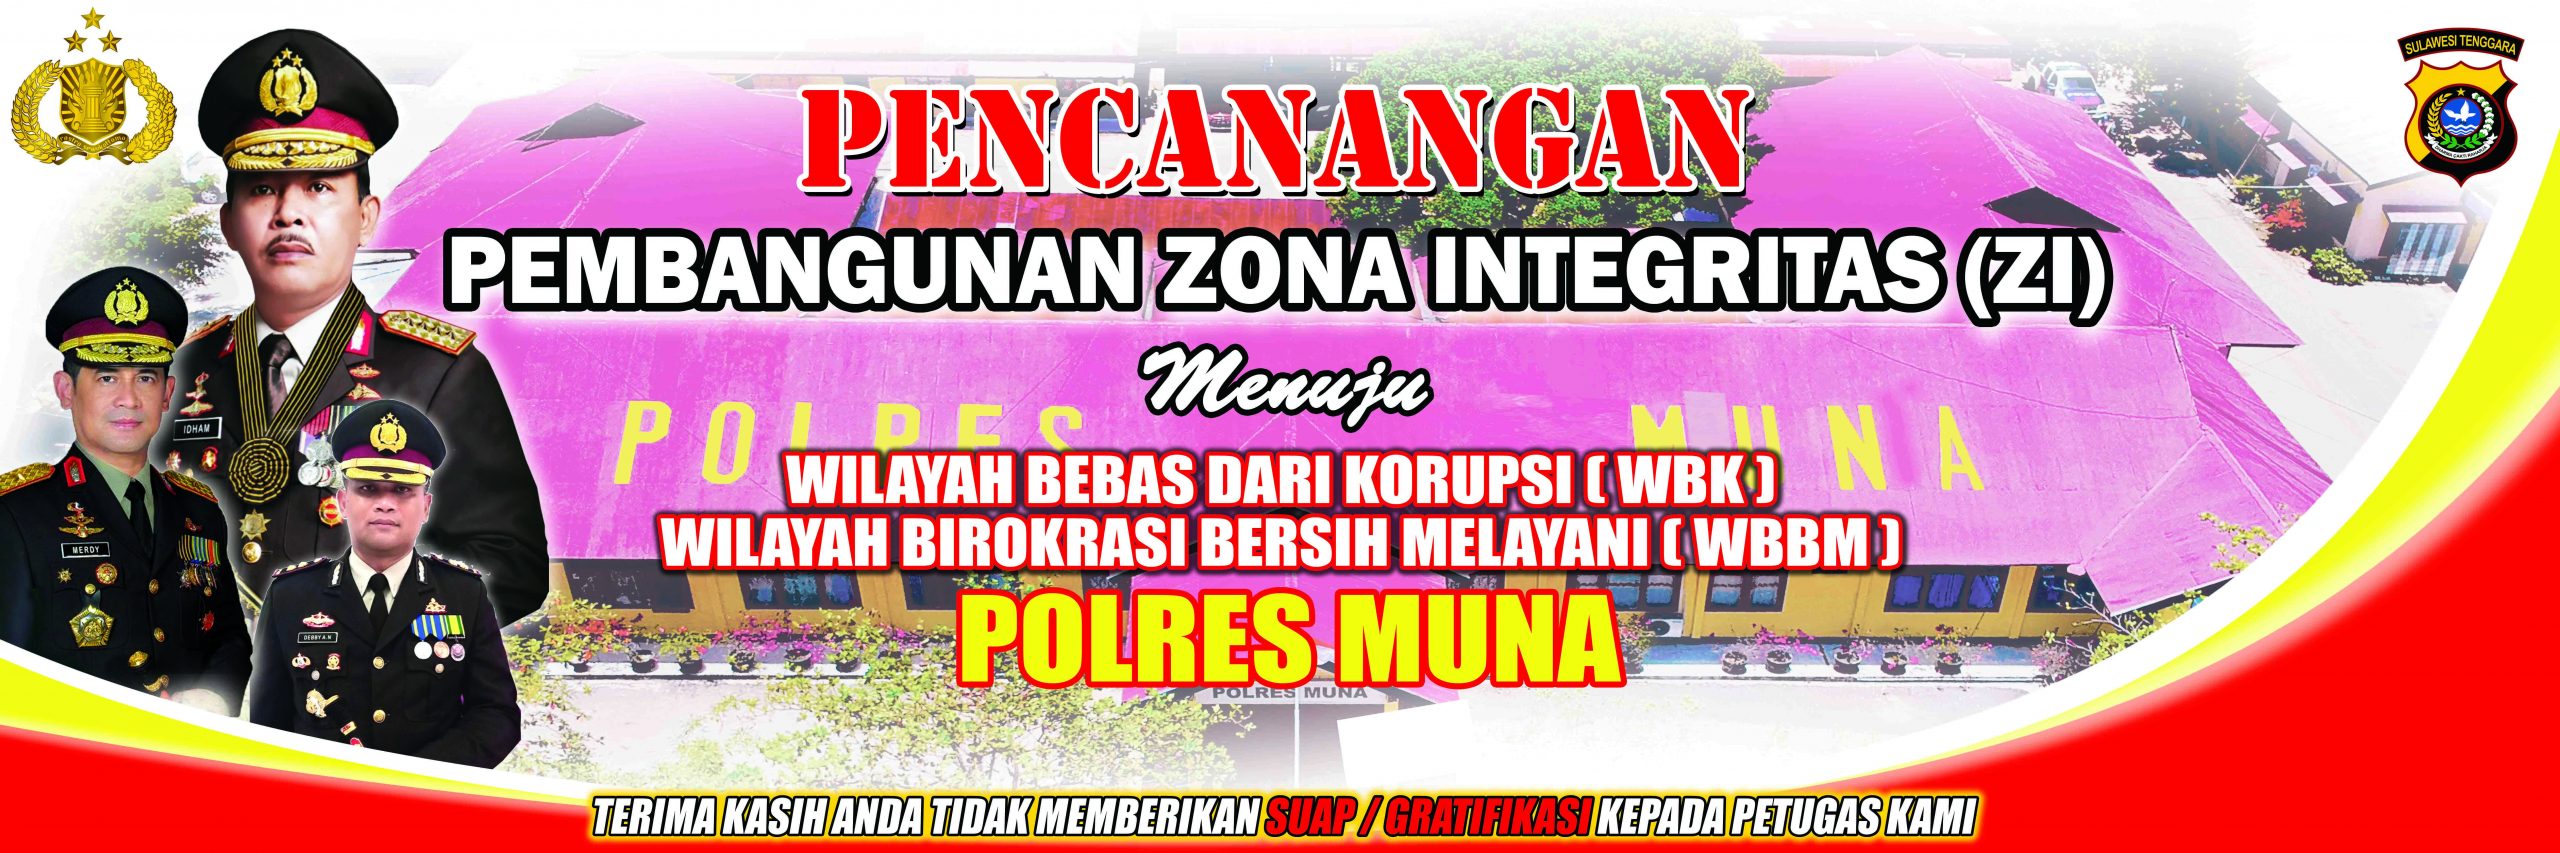 SULAWESI TENGGARA
PENCANANGAN
PEMBANGUNAN ZONA INTEGRITAS (ZI)
Menuju
POLRES MUNA
WILAYAH BEBAS DARI KORUPSI ( WBK )
WILAYAH BIROKRASI BERSIH MELAYANI ( WBBM )
POLRES MUNA
POLRES MUNA
IDHAM
MERDY
DEBBY A.N
TERIMA KASIH ANDA TIDAK MEMBERIKAN SUAP / GRATIFIKASI KEPADA PETUGAS KAMI